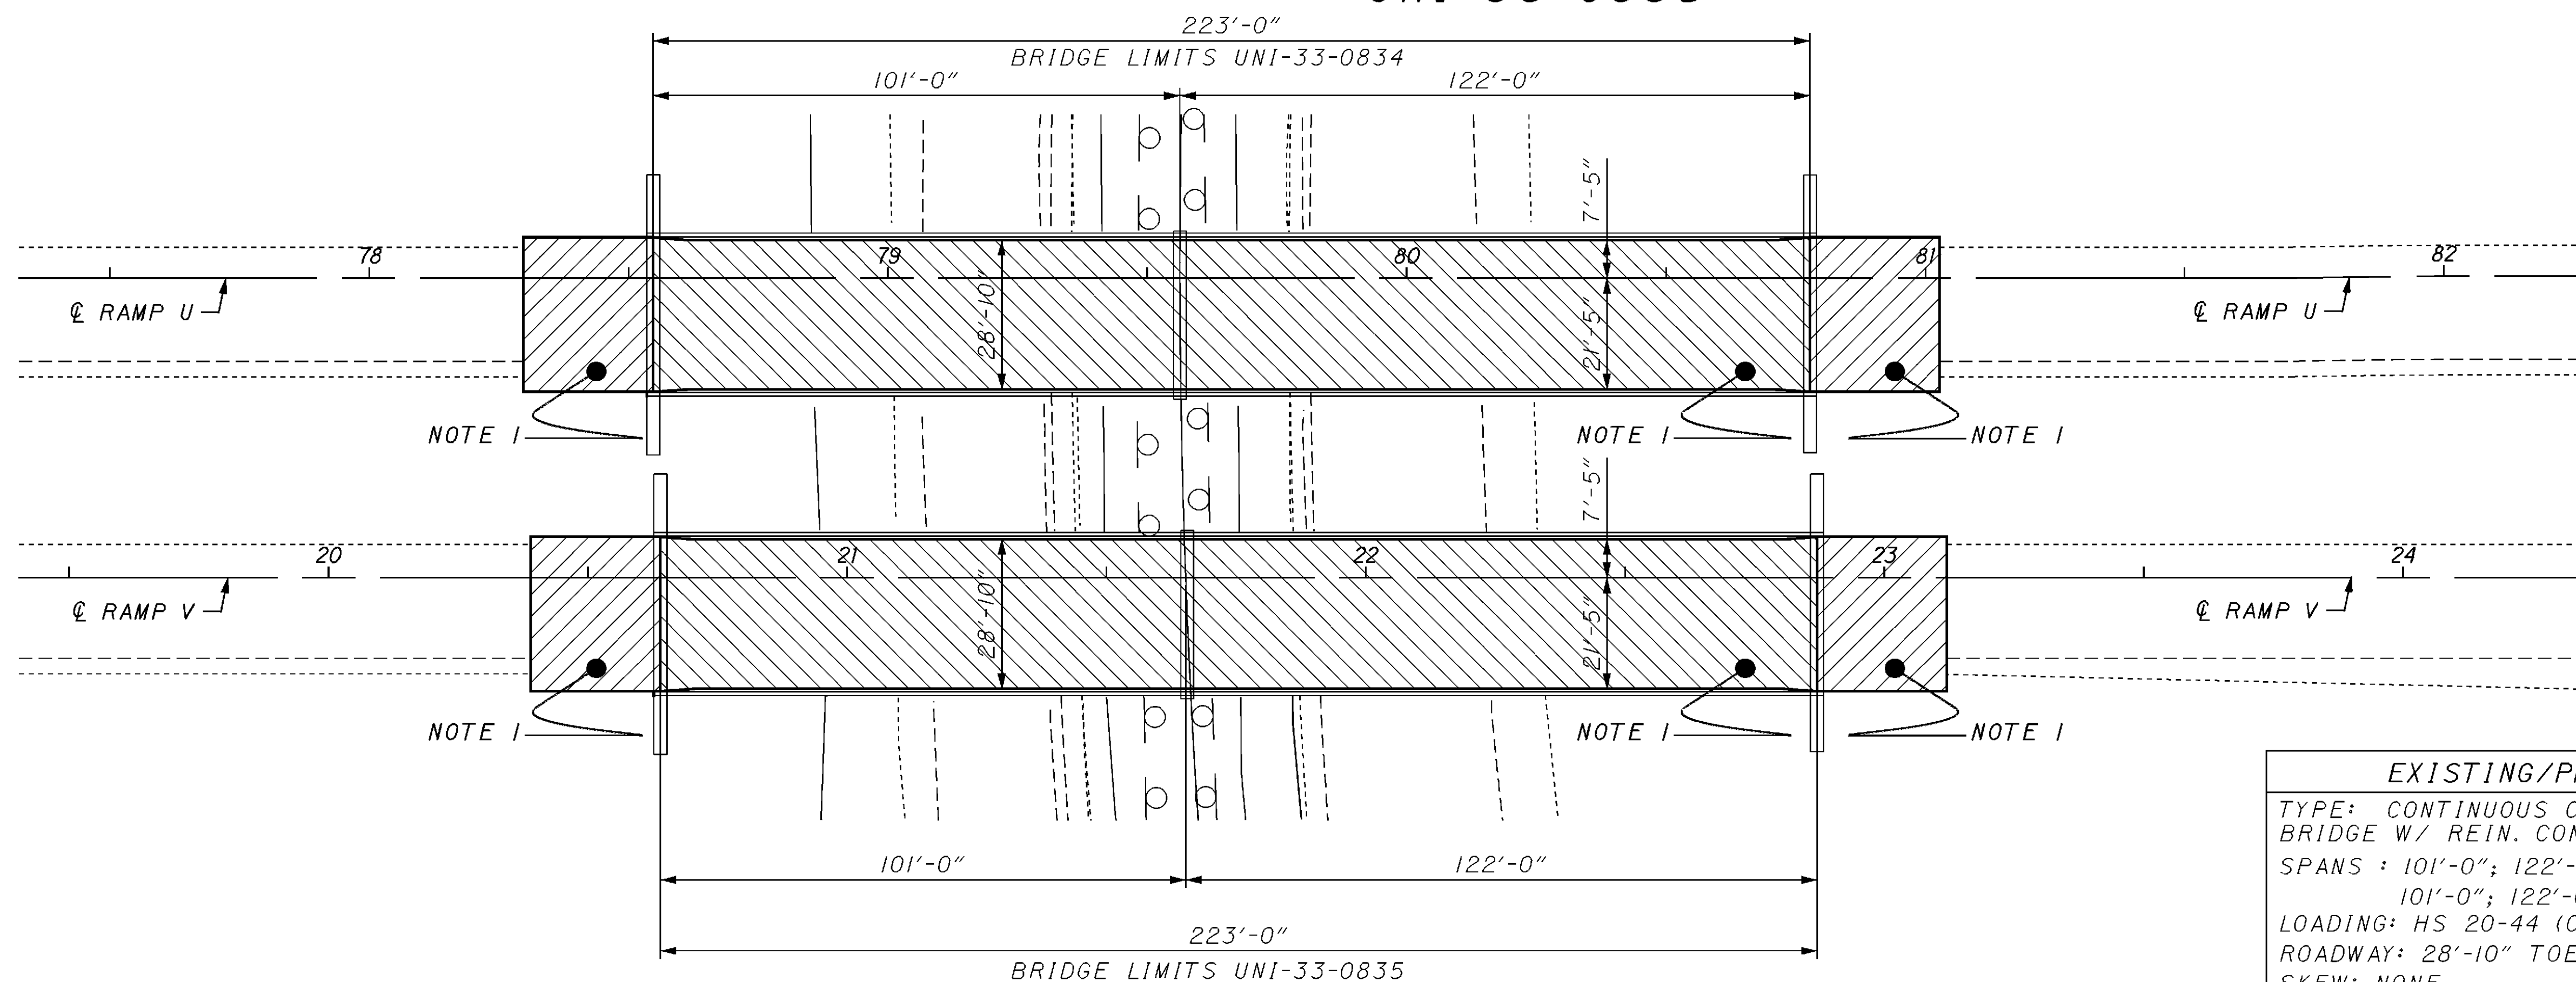 223'-0"
BRIDGE LIMITS UNI-33-0834
101'-0" 122'-0"
7'-5"
78 79 80 81 82
28'-10" 21'-5"
℄ RAMP U ℄ RAMP U
NOTE 1 NOTE 1 NOTE 1
7'-5"
20 21 22 23 24
28'-10" 21'-5"
℄ RAMP V ℄ RAMP V
NOTE 1 NOTE 1 NOTE 1
101'-0" 122'-0"
223'-0"
BRIDGE LIMITS UNI-33-0835
EXISTING/P
TYPE: CONTINUOUS
BRIDGE W/ REIN. CON
SPANS : 101'-0"; 122'-
101'-0"; 122'-
LOADING: HS 20-44 (
ROADWAY: 28'-10" TOE
SKEW: NONE